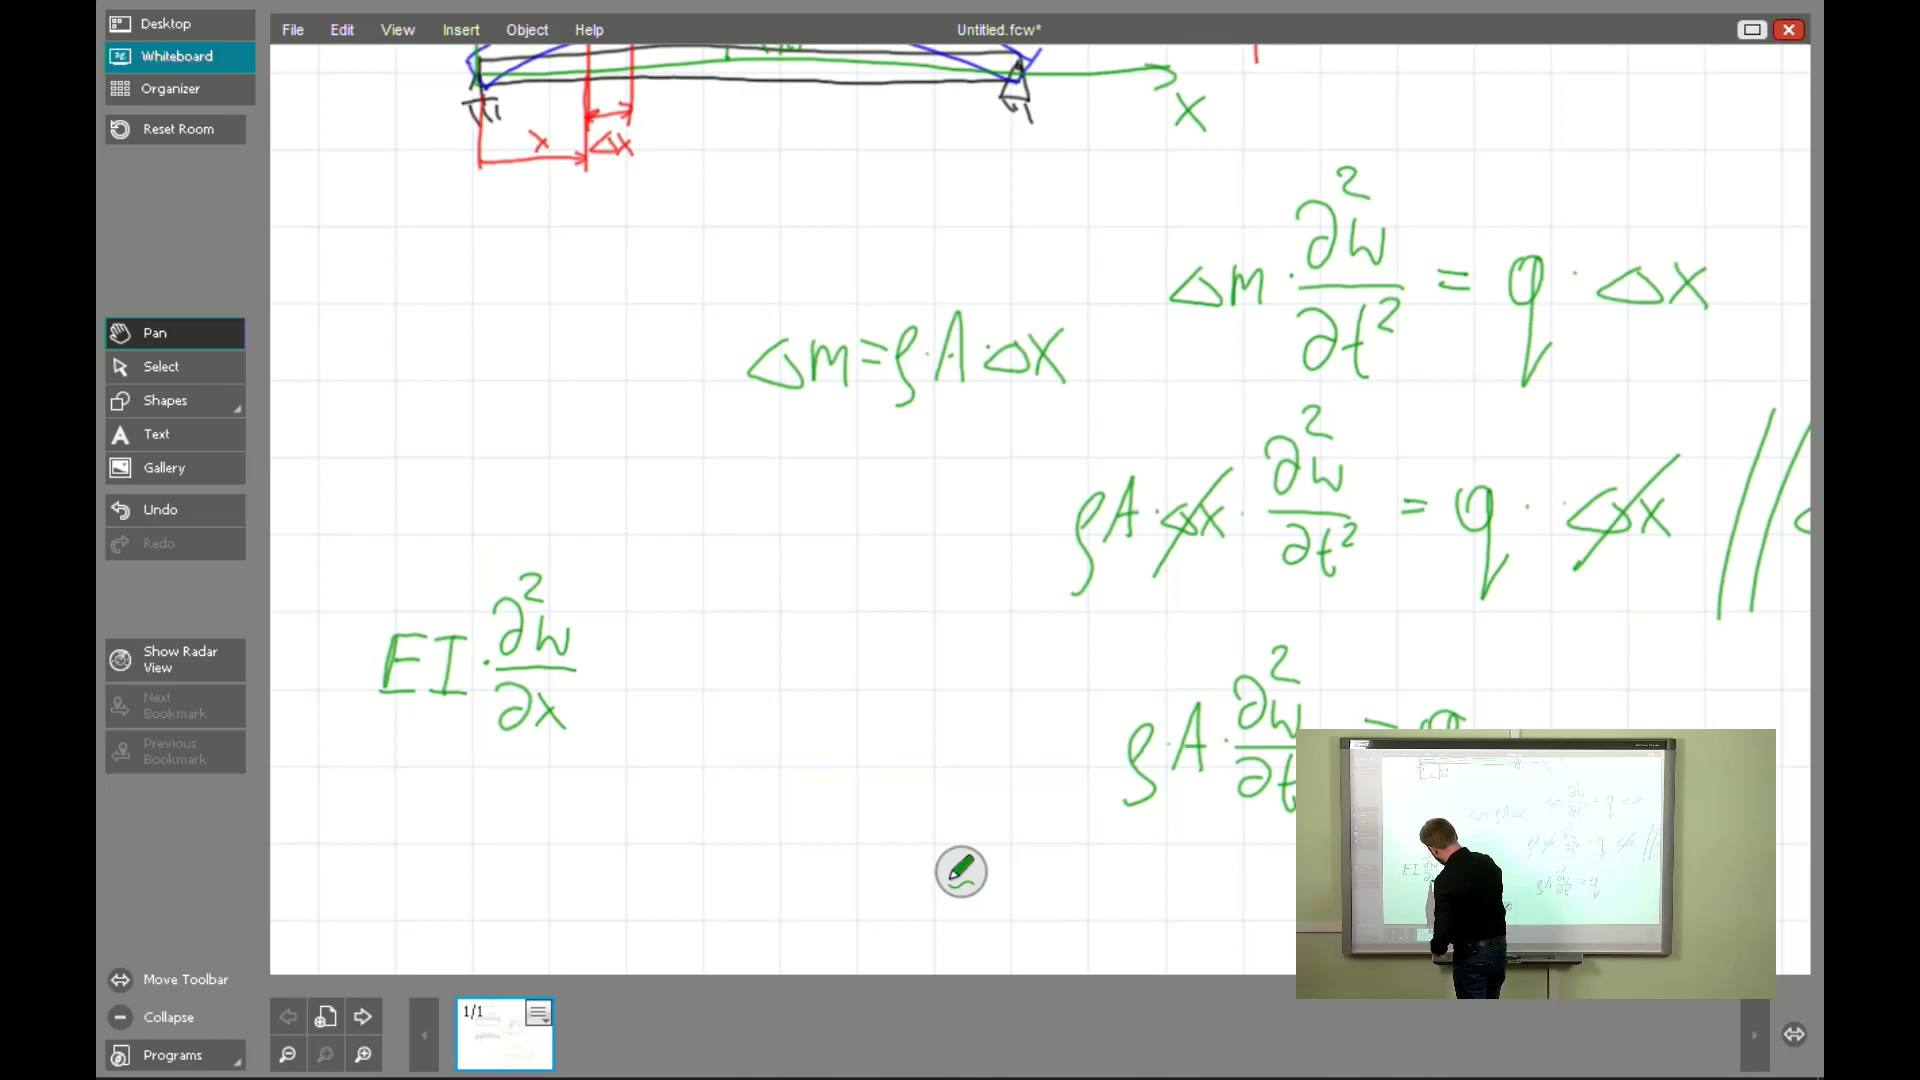 Desktop
Whiteboard
Organizer
Reset Room
Pan
Select
Shapes
Text
Gallery
Undo
Redo
Show Radar View
Next Bookmark
Previous Bookmark
Move Toolbar
Collapse
Programs
File Edit View Insert Object Help
Untitled.fcw*
x
Δx
X
Δm · ∂²w/∂t² = q · Δx
Δm = ρ · A · Δx
ρA · Δx · ∂²w/∂t² = q · Δx //
EI · ∂²w/∂x
ρ · A · ∂²w/∂t = q
1/1